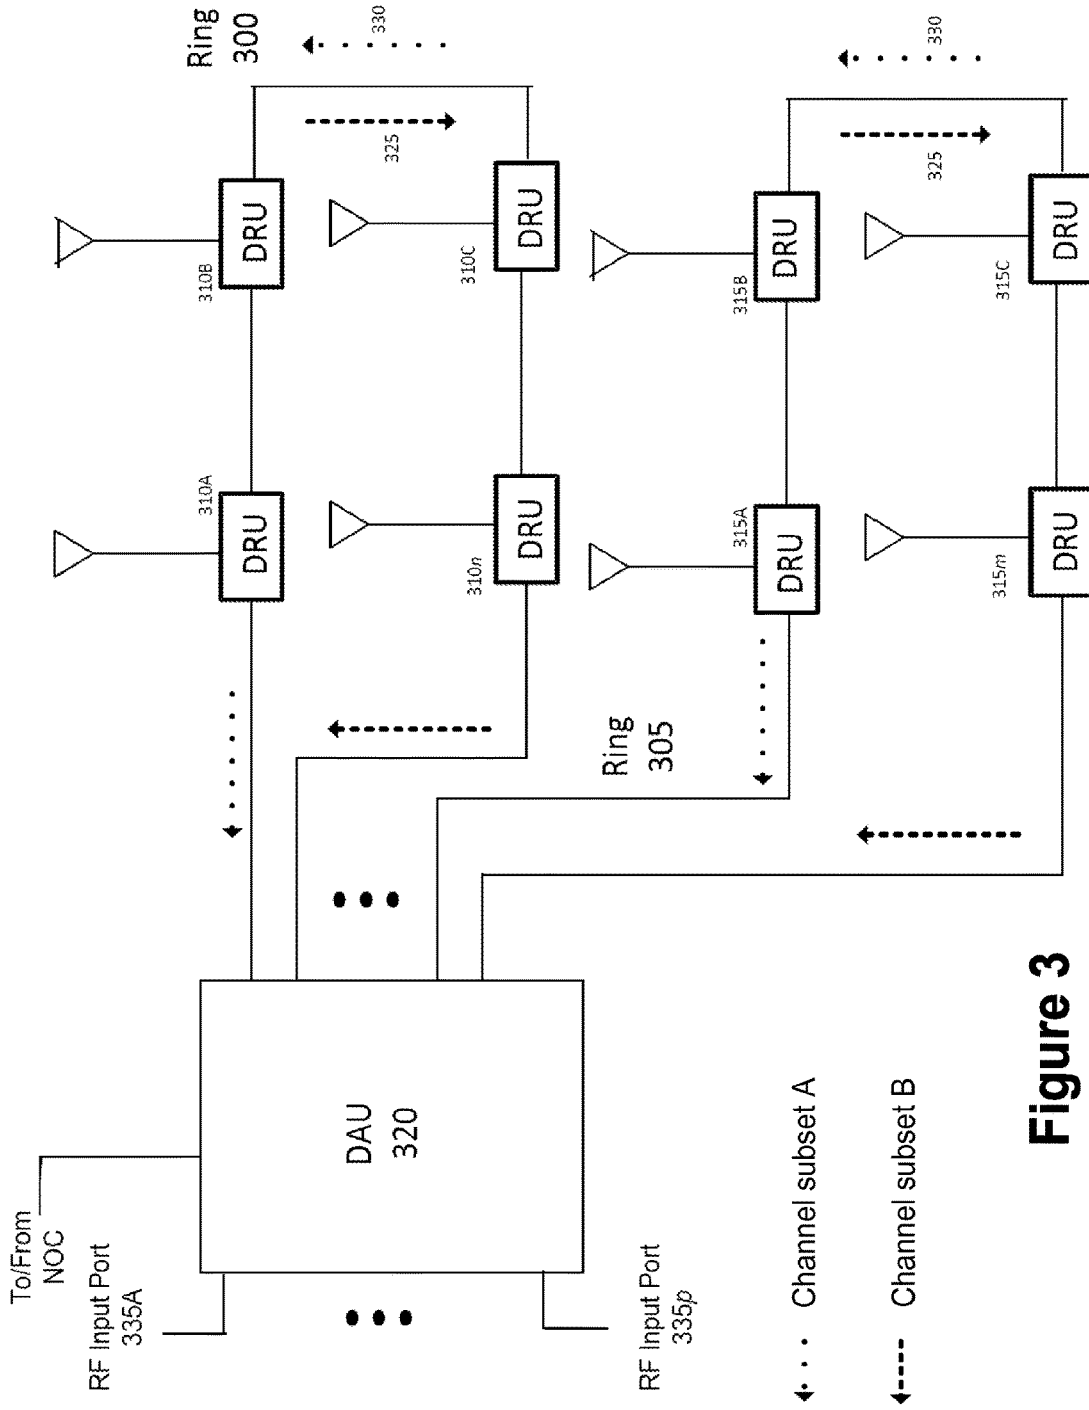 To/From
NOC
RF Input Port
335A
RF Input Port
335p
DAU
320
Ring
300
Ring
305
DRU
310A
DRU
310B
DRU
310C
DRU
310n
DRU
315A
DRU
315B
DRU
315C
DRU
315m
325
330
325
330
Channel subset A
Channel subset B
Figure 3